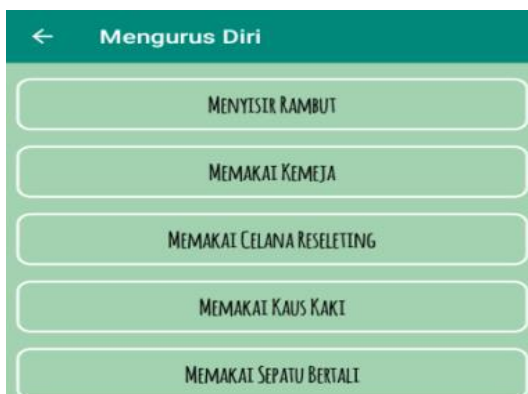 Mengurus Diri
MENYISIR RAMBUT
MEMAKAI KEMEJA
MEMAKAI CELANA RESELETING
MEMAKAI KAUS KAKI
MEMAKAI SEPATU BERTALI